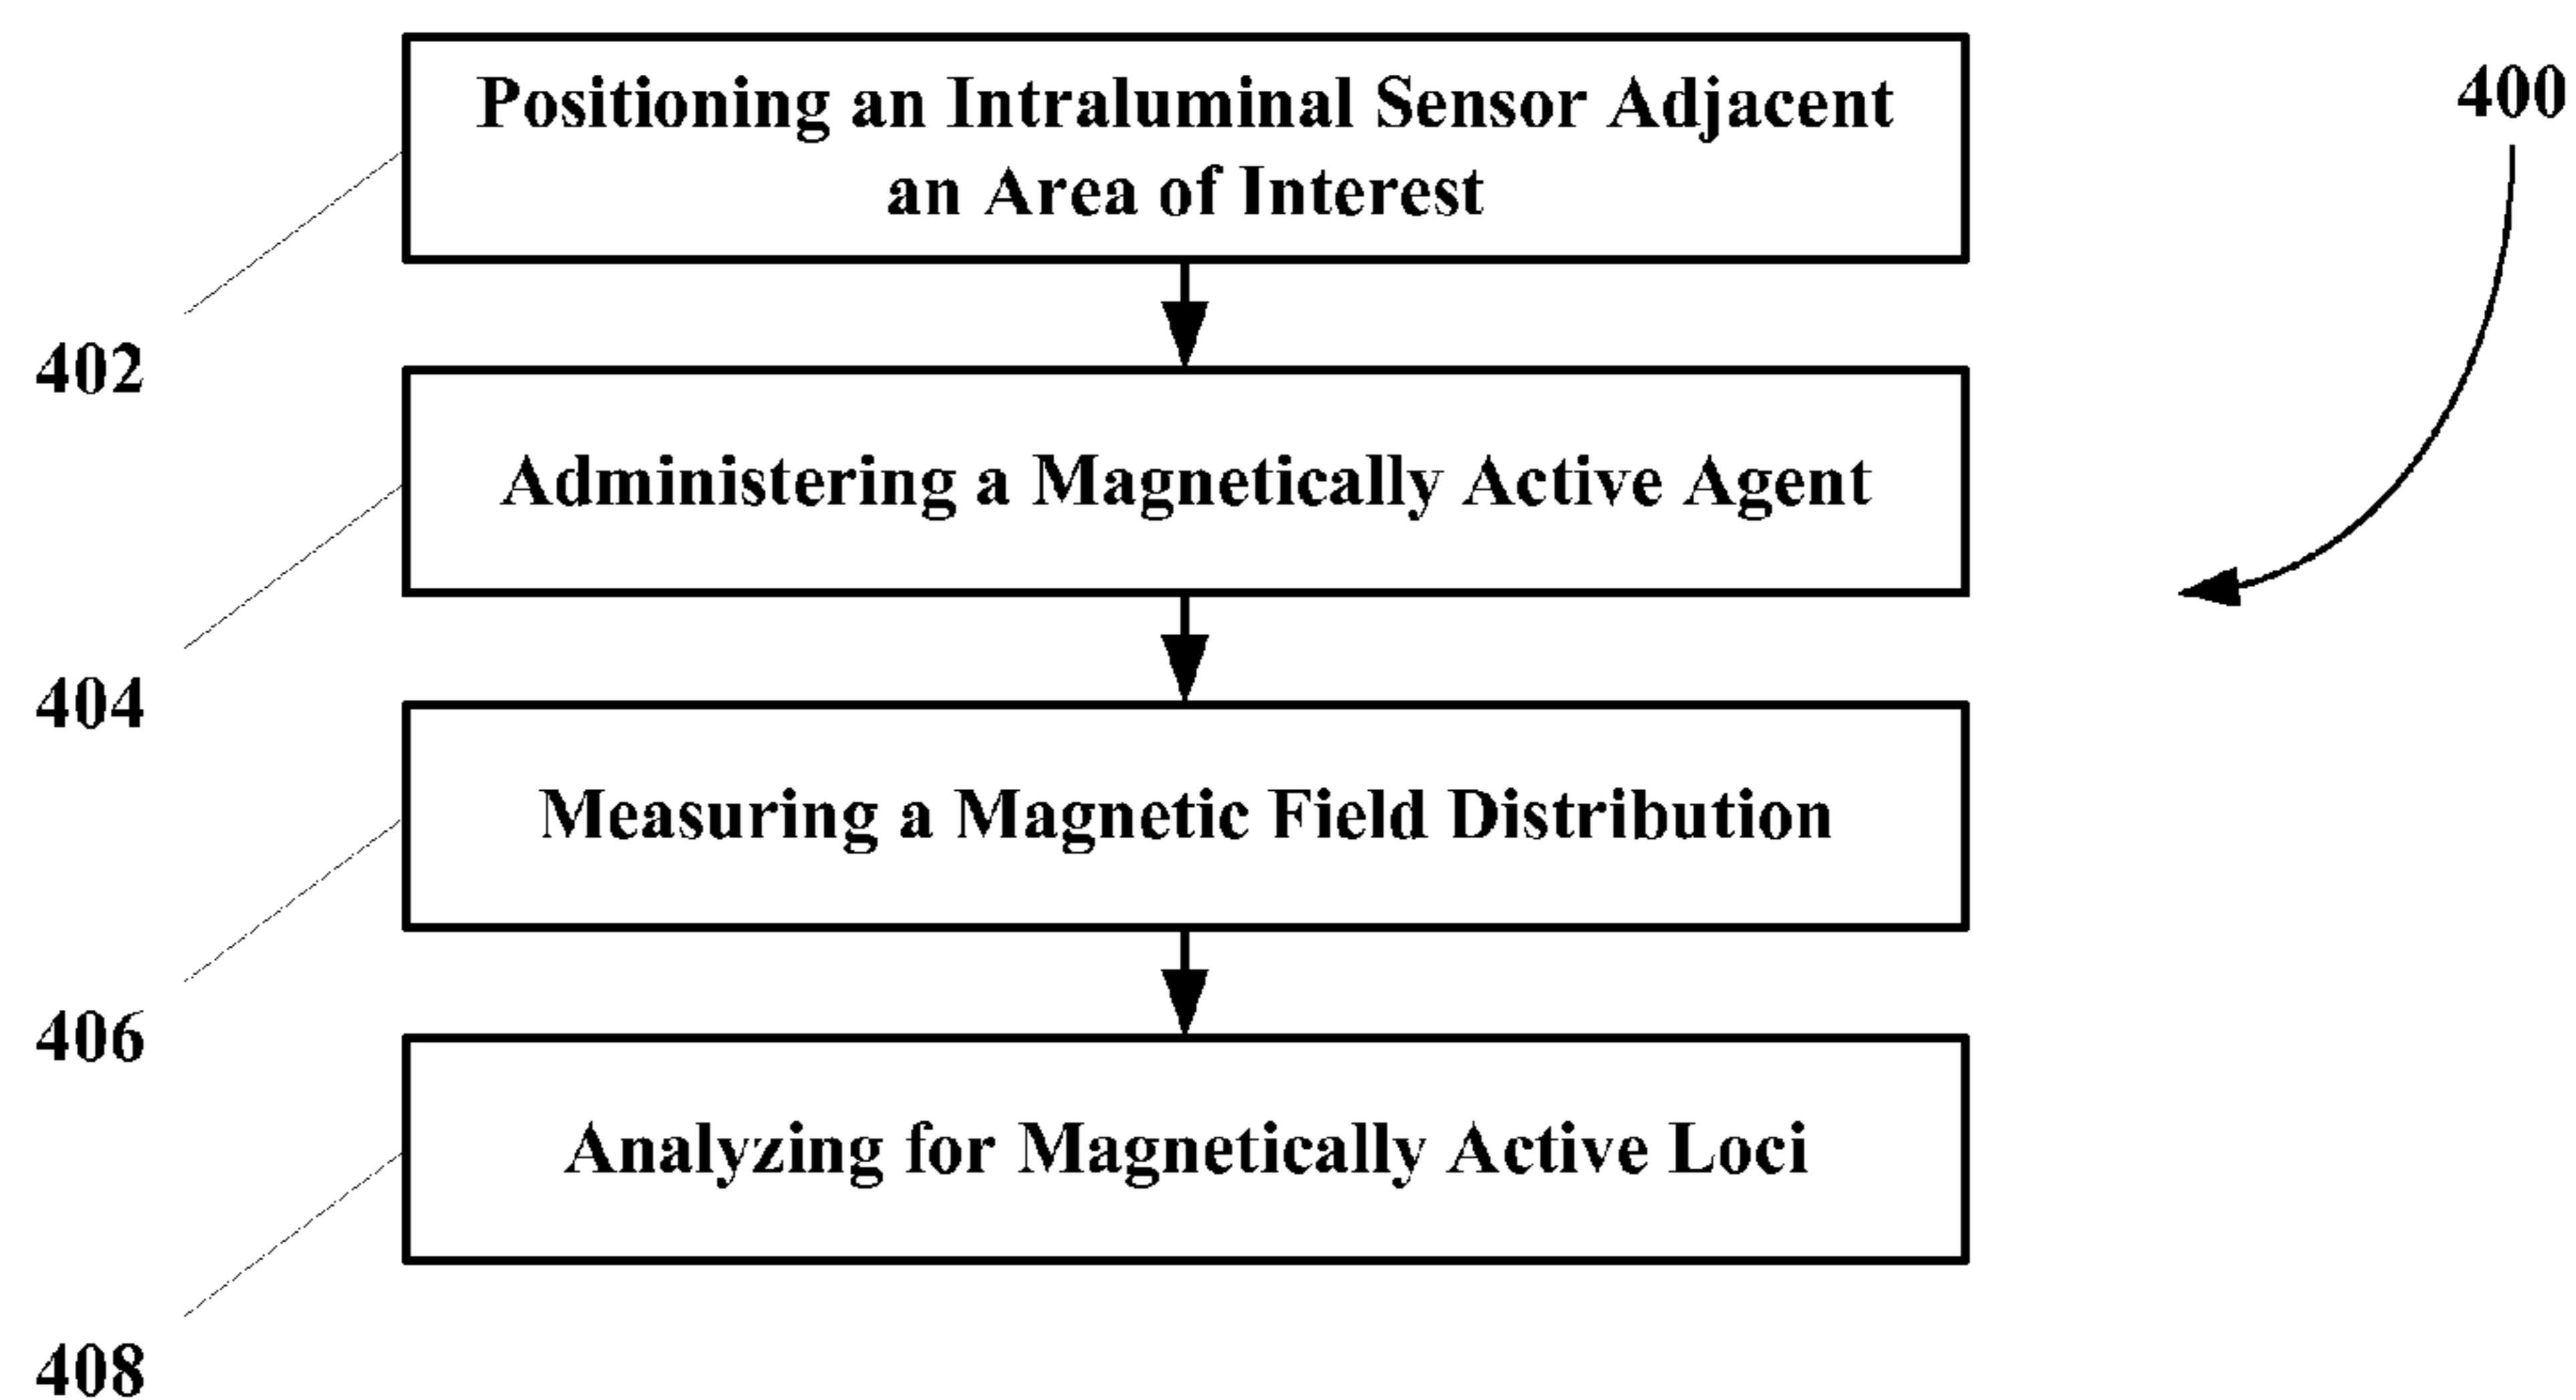 Positioning an Intraluminal Sensor Adjacent
an Area of Interest
400
402
Administering a Magnetically Active Agent
404
Measuring a Magnetic Field Distribution
406
Analyzing for Magnetically Active Loci
408